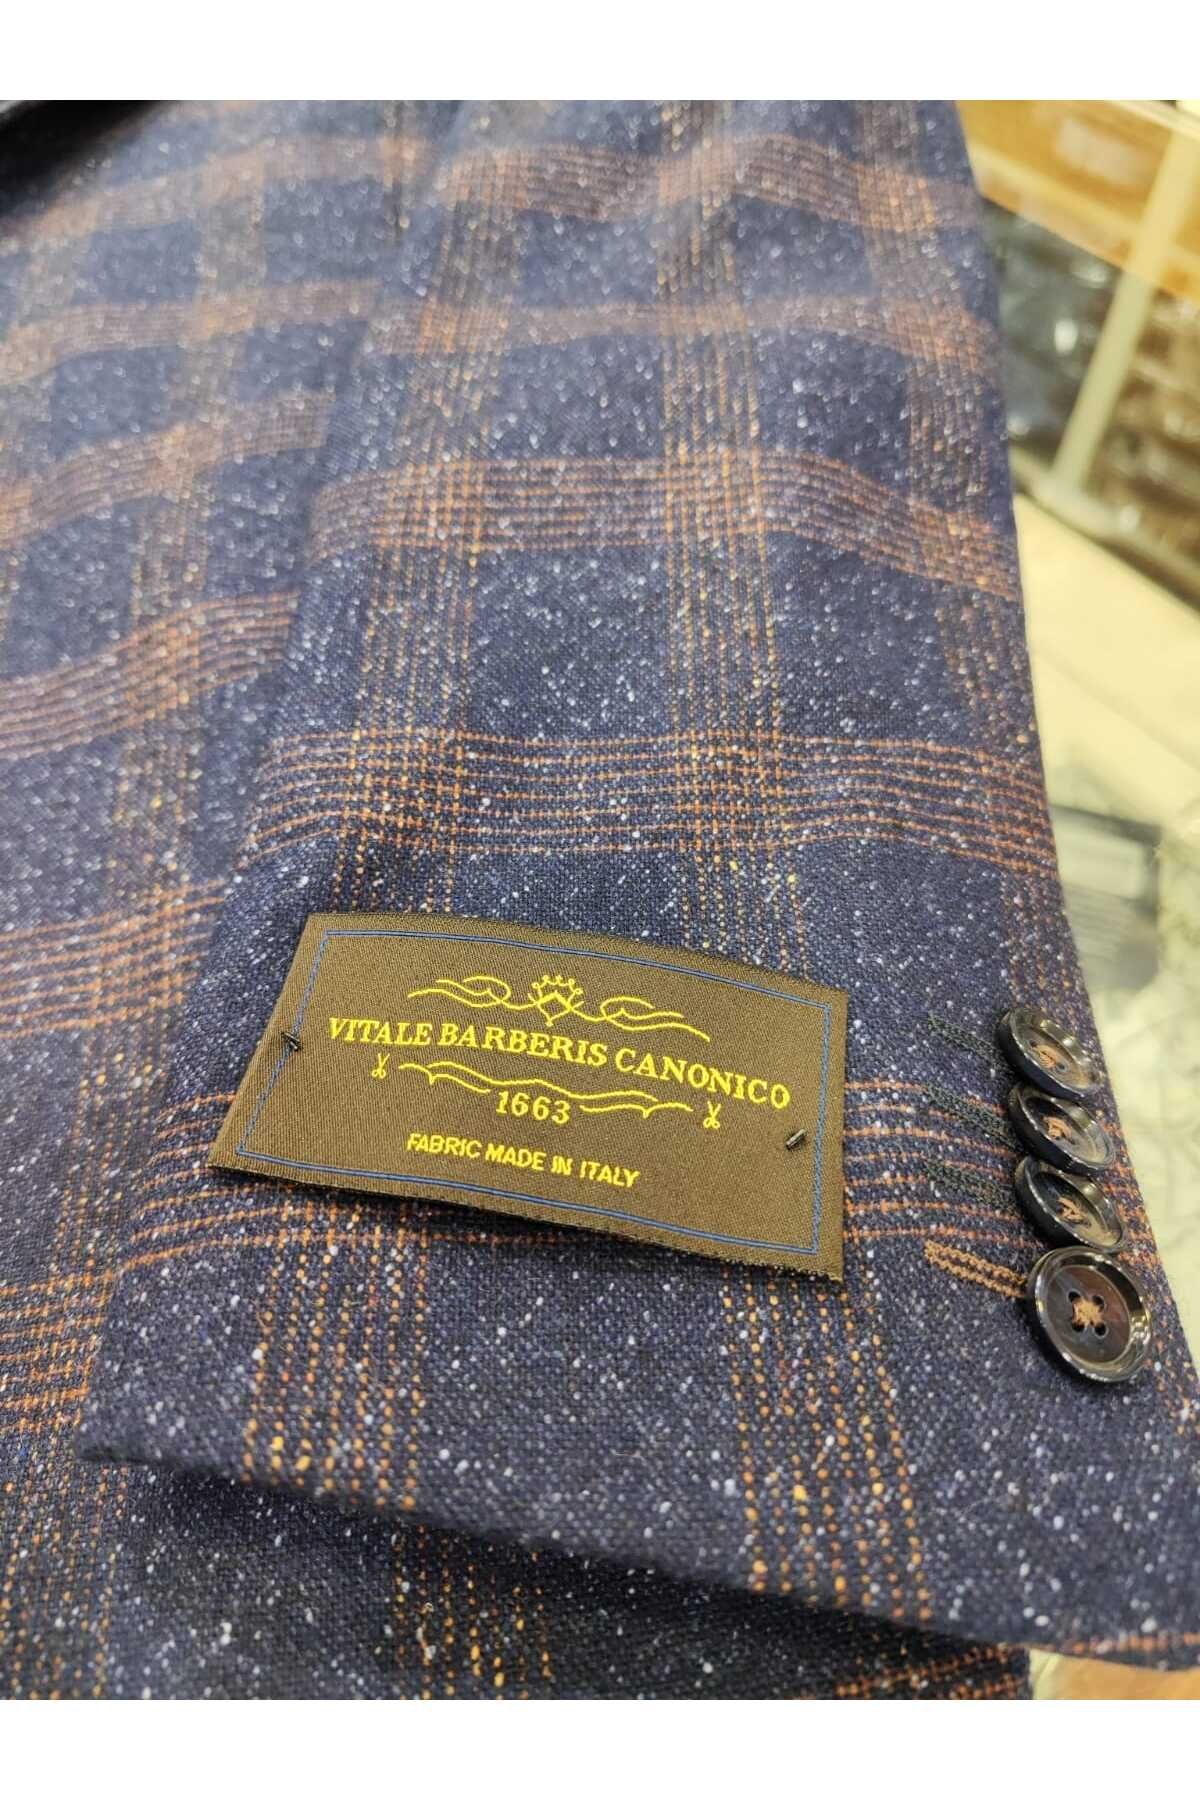 VITALE BARBERIS CANONICO
1663
FABRIC MADE IN ITALY